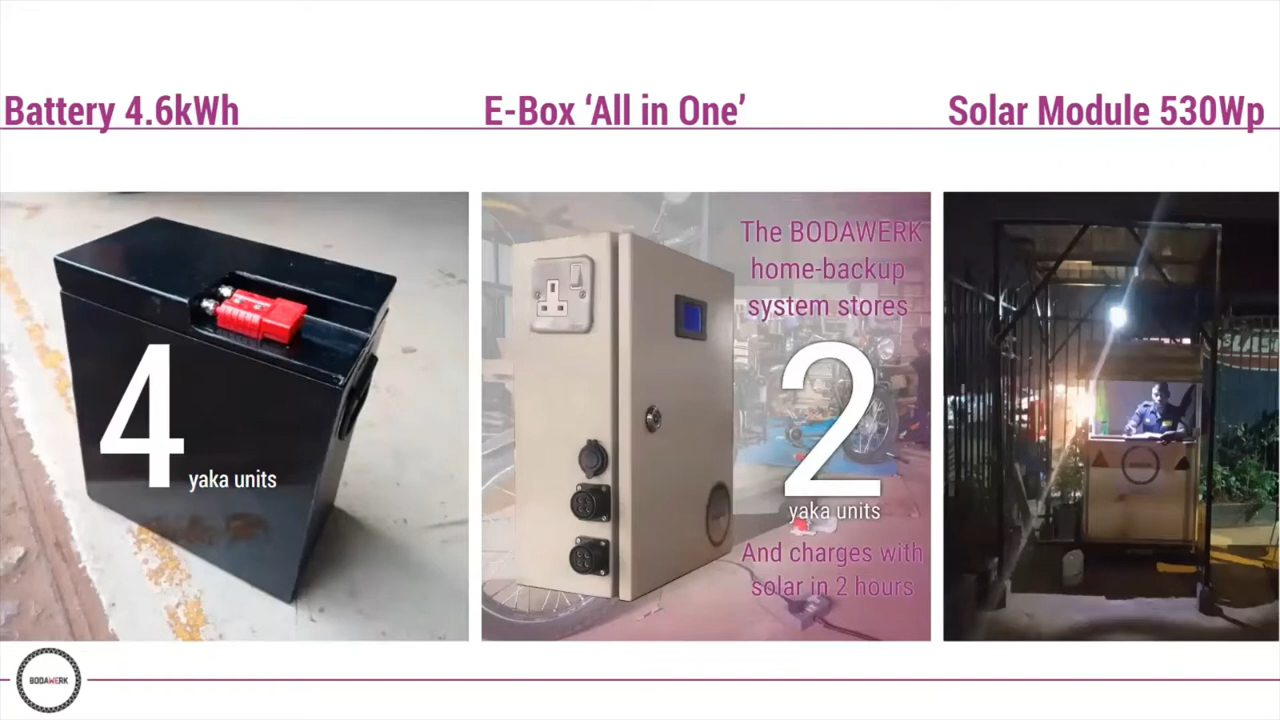 Battery 4.6kWh
E-Box ‘All in One’
Solar Module 530Wp
4
yaka units
The BODAWERK
home-backup
system stores
2
yaka units
And charges with
solar in 2 hours
BODAWERK